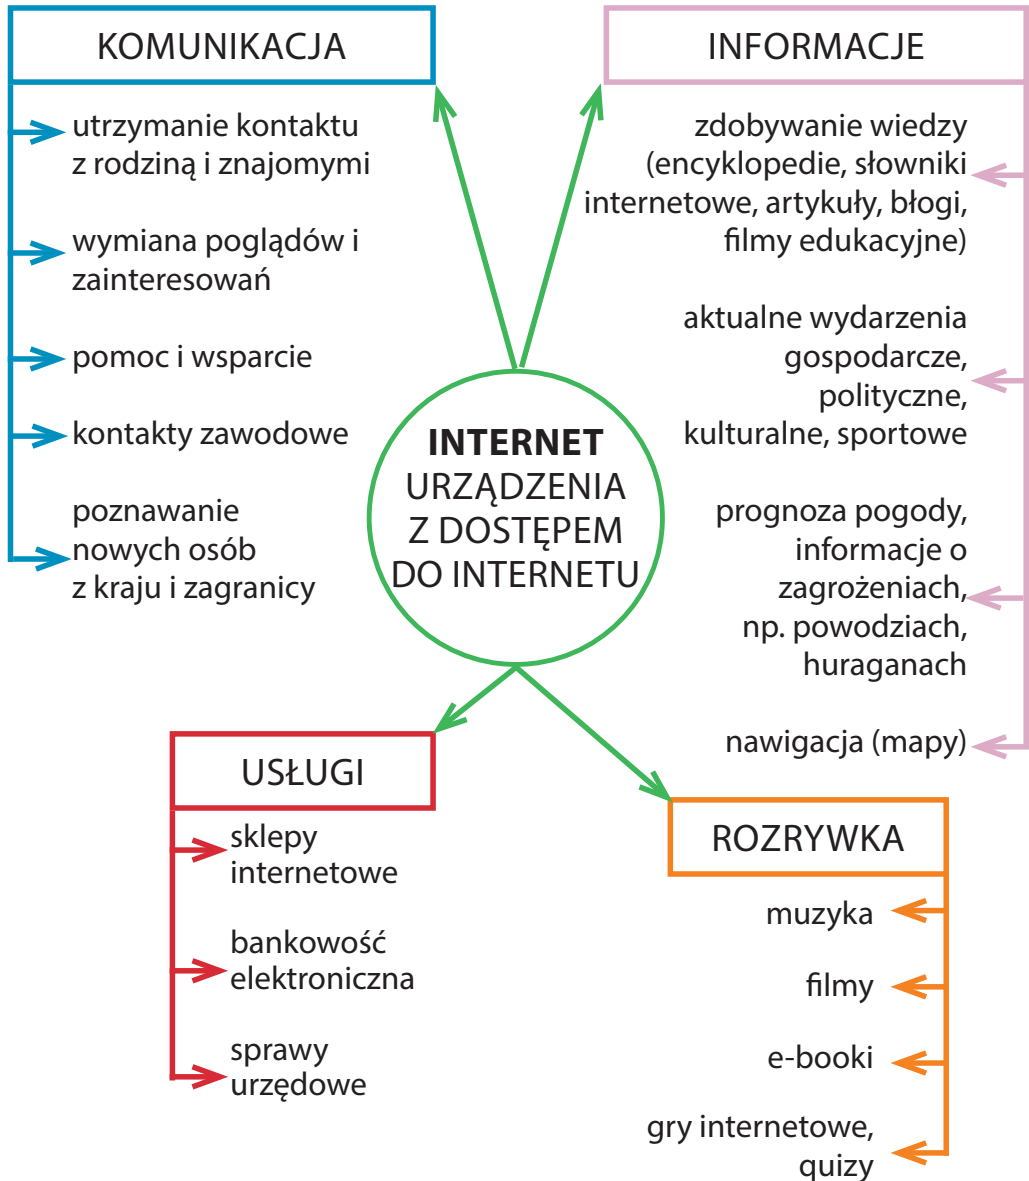 KOMUNIKACJA
utrzymanie kontaktu
z rodziną i znajomymi
wymiana poglądów i
zainteresowań
pomoc i wsparcie
kontakty zawodowe
poznawanie
nowych osób
z kraju i zagranicy
INFORMACJE
zdobywanie wiedzy
(encyklopedie, słowniki
internetowe, artykuły, błogi,
filmy edukacyjne)
aktualne wydarzenia
gospodarcze,
polityczne,
kulturalne, sportowe
prognoza pogody,
informacje o
zagrożeniach,
np. powodziach,
huraganach
nawigacja (mapy)
INTERNET
URZĄDZENIA
Z DOSTĘPEM
DO INTERNETU
USŁUGI
sklepy
internetowe
bankowość
elektroniczna
sprawy
urzędowe
ROZRYWKA
muzyka
filmy
e-booki
gry internetowe,
quizy